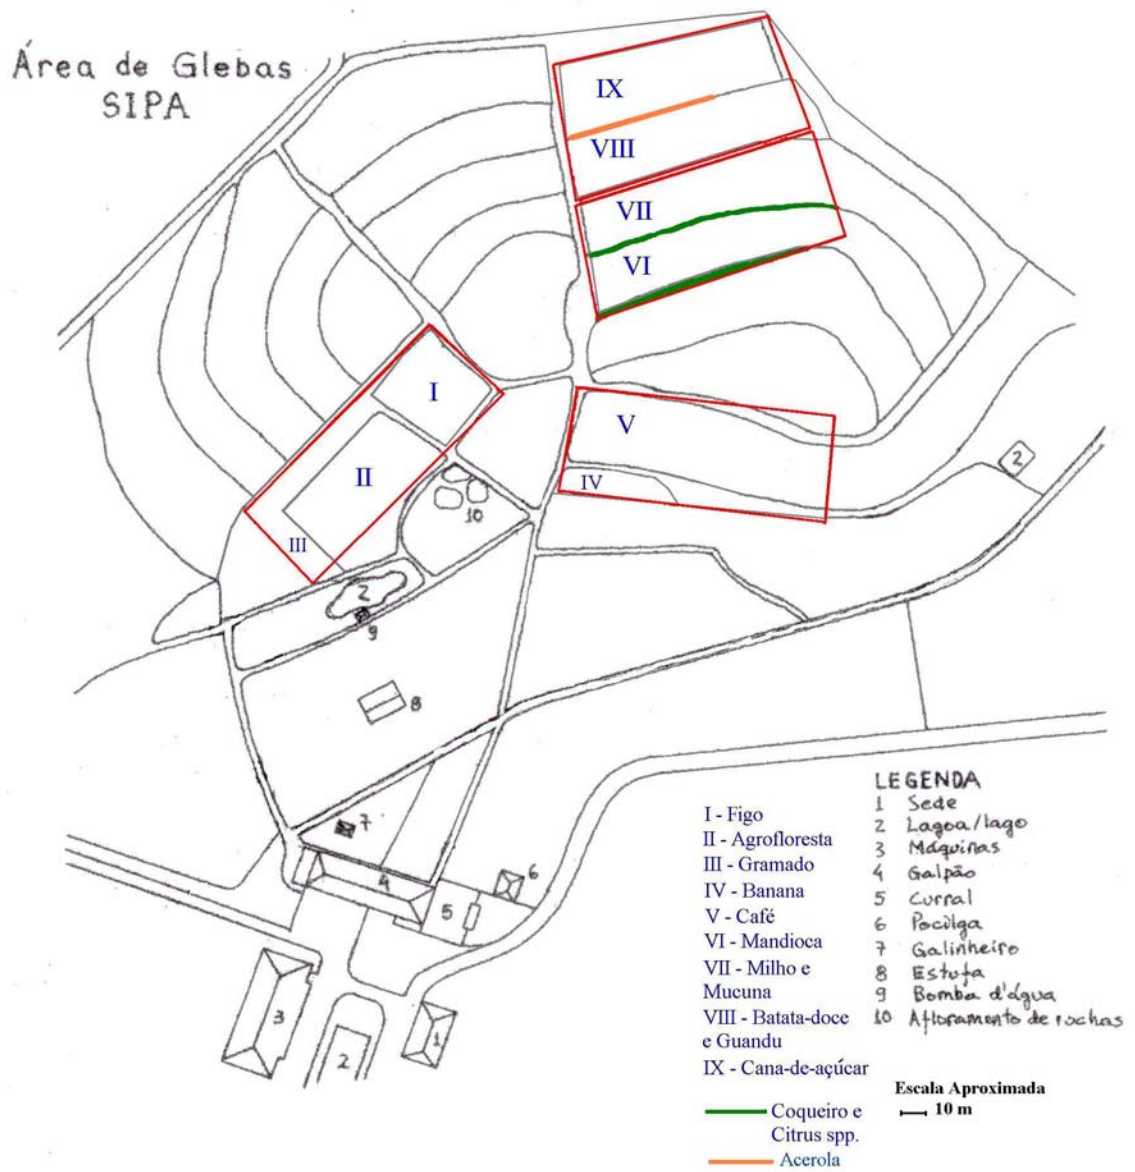 Área de Glebas
SIPA
IX
VIII
VII
VI
I
V
II
IV
2
10
III
2
9
8
7
4
6
5
3
1
2
I - Figo
II - Agrofloresta
III - Gramado
IV - Banana
V - Café
VI - Mandioca
VII - Milho e
Mucuna
VIII - Batata-doce
e Guandu
IX - Cana-de-açúcar
Coqueiro e
Citrus spp.
Acerola
LEGENDA
1 Sede
2 Lagoa/lago
3 Máquinas
4 Galpão
5 Curral
6 Pocilga
7 Galinheiro
8 Estufa
9 Bomba d'água
10 Afloramento de rochas
Escala Aproximada
10 m